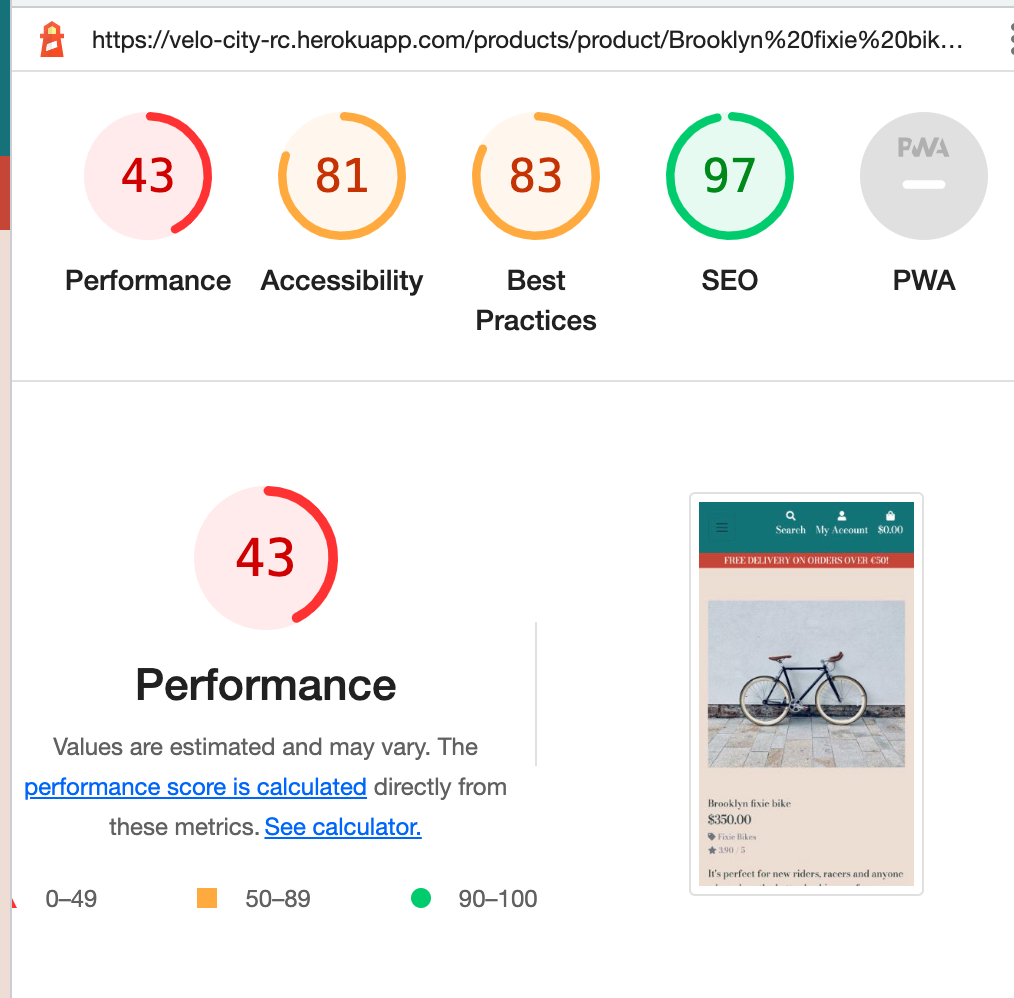 https://velo-city-rc.herokuapp.com/products/product/Brooklyn%20fixie%20bik…
43
81
83
97
PWA
Performance
Accessibility
Best
Practices
SEO
PWA
43
Performance
Values are estimated and may vary. The
performance score is calculated directly from
these metrics. See calculator.
0–49
50–89
90–100
Search
My Account
$0.00
FREE DELIVERY ON ORDERS OVER €50!
Brooklyn fixie bike
$350.00
Fixie Bikes
3.90 / 5
It's perfect for new riders, racers and anyone